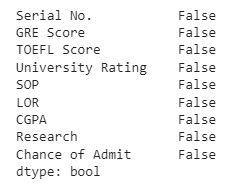 Serial No. False
GRE Score False
TOEFL Score False
University Rating False
SOP False
LOR False
CGPA False
Research False
Chance of Admit False
dtype: bool